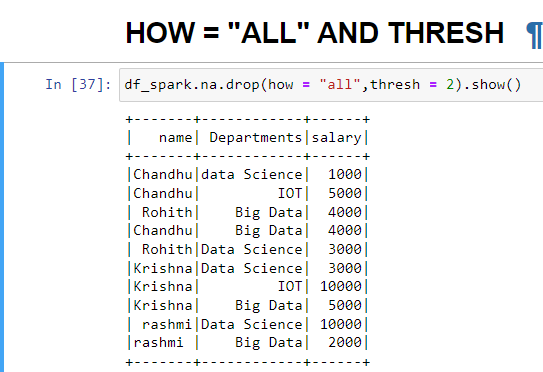 HOW = "ALL" AND THRESH ¶
In [37]: df_spark.na.drop(how = "all",thresh = 2).show()
+-------+------------+------+
|   name| Departments|salary|
+-------+------------+------+
|Chandhu|data Science|  1000|
|Chandhu|         IOT|  5000|
| Rohith|    Big Data|  4000|
|Chandhu|    Big Data|  4000|
| Rohith|Data Science|  3000|
|Krishna|Data Science|  3000|
|Krishna|         IOT| 10000|
|Krishna|    Big Data|  5000|
| rashmi|Data Science| 10000|
|rashmi |    Big Data|  2000|
+-------+------------+------+